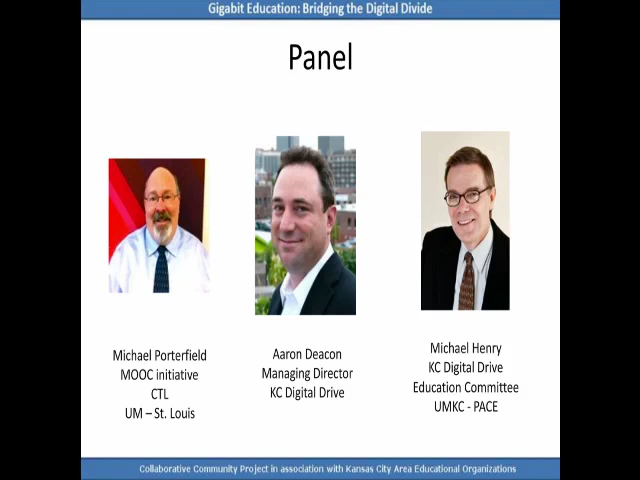 Gigabit Education: Bridging the Digital Divide
Panel
Michael Porterfield
MOOC initiative
CTL
UM – St. Louis
Aaron Deacon
Managing Director
KC Digital Drive
Michael Henry
KC Digital Drive
Education Committee
UMKC - PACE
Collaborative Community Project in association with Kansas City Area Educational Organizations